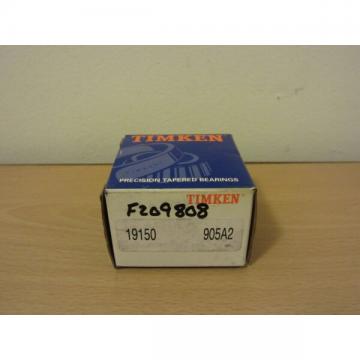 TIMKEN
PRECISION TAPERED BEARINGS
TIMKEN
F209808
19150 905A2